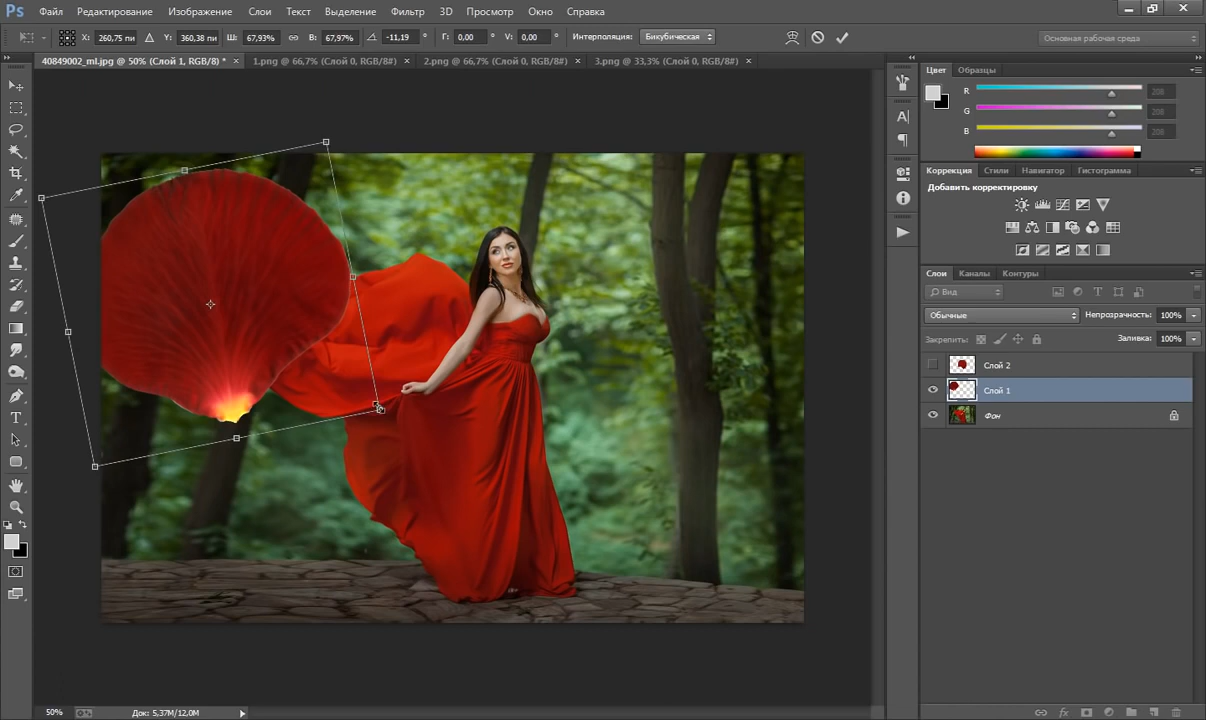 Ps Файл Редактирование Изображение Слои Текст Выделение Фильтр 3D Просмотр Окно Справка
X: 260,75 пи Y: 360,38 пи Ш: 67,93% В: 67,97% -11,19 ° Г: 0,00 ° V: 0,00 ° Интерполяция: Бикубическая Основная рабочая среда
40849002_ml.jpg @ 50% (Слой 1, RGB/8) * × 1.png @ 66,7% (Слой 0, RGB/8#) × 2.png @ 66,7% (Слой 0, RGB/8#) × 3.png @ 33,3% (Слой 0, RGB/8#) ×
Цвет Образцы
R 208
G 208
B 208
Коррекция Стили Навигатор Гистограмма
Добавить корректировку
Слои Каналы Контуры
Вид
Обычные Непрозрачность: 100%
Закрепить: Заливка: 100%
Слой 2
Слой 1
Фон
50% Док: 5,37M/12,0M